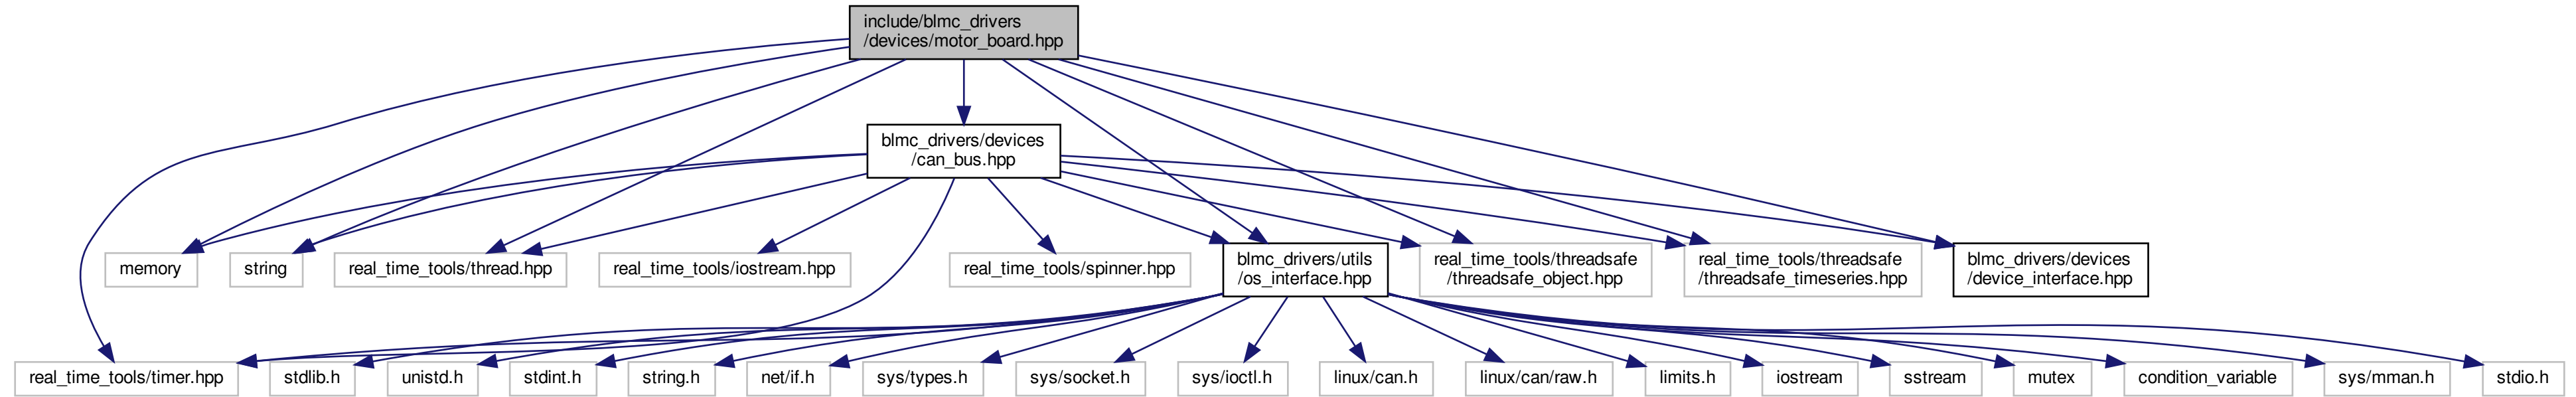 include/blmc_drivers
/devices/motor_board.hpp
blmc_drivers/devices
/can_bus.hpp
memory
string
real_time_tools/thread.hpp
real_time_tools/iostream.hpp
real_time_tools/spinner.hpp
blmc_drivers/utils
/os_interface.hpp
real_time_tools/threadsafe
/threadsafe_object.hpp
real_time_tools/threadsafe
/threadsafe_timeseries.hpp
blmc_drivers/devices
/device_interface.hpp
real_time_tools/timer.hpp
stdlib.h
unistd.h
stdint.h
string.h
net/if.h
sys/types.h
sys/socket.h
sys/ioctl.h
linux/can.h
linux/can/raw.h
limits.h
iostream
sstream
mutex
condition_variable
sys/mman.h
stdio.h